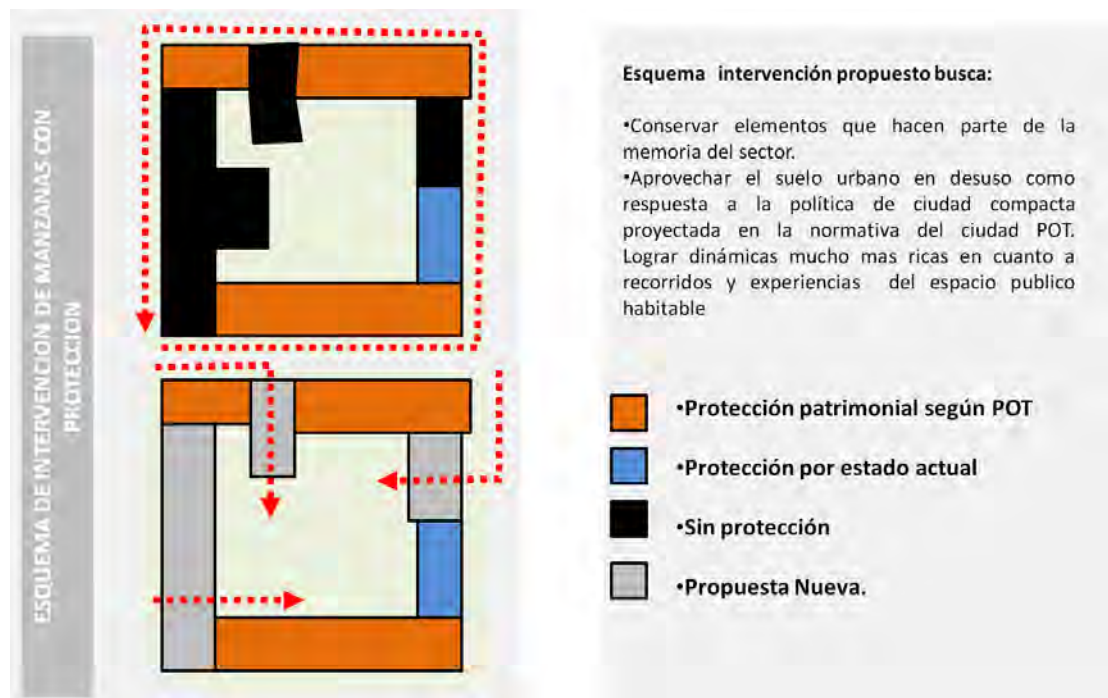 ESQUEMA DE INTERVENCION DE MANZANAS CON
PROTECCION
Esquema intervención propuesto busca:
•Conservar elementos que hacen parte de la
memoria del sector.
•Aprovechar el suelo urbano en desuso como
respuesta a la política de ciudad compacta
proyectada en la normativa del ciudad POT.
Lograr dinámicas mucho mas ricas en cuanto a
recorridos y experiencias del espacio publico
habitable
•Protección patrimonial según POT
•Protección por estado actual
•Sin protección
•Propuesta Nueva.